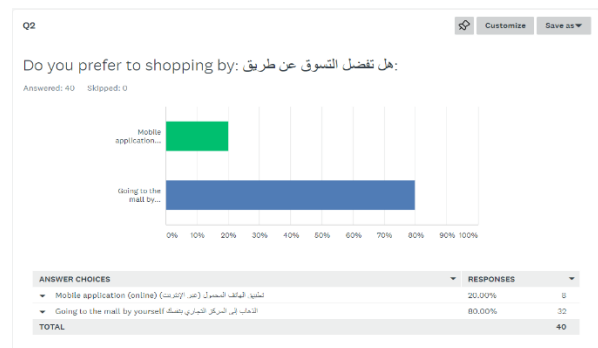 Q2
Customize
Save as
Do you prefer to shopping by: هل تفضل التسوق عن طريق:
Answered: 40 Skipped: 0
Mobile
application...
Going to the
mall by...
0% 10% 20% 30% 40% 50% 60% 70% 80% 90% 100%
ANSWER CHOICES RESPONSES
Mobile application (online) تطبيق الهاتف المحمول (عبر الإنترنت) 20.00% 8
Going to the mall by yourself الذهاب إلى المركز التجاري بنفسك 80.00% 32
TOTAL 40